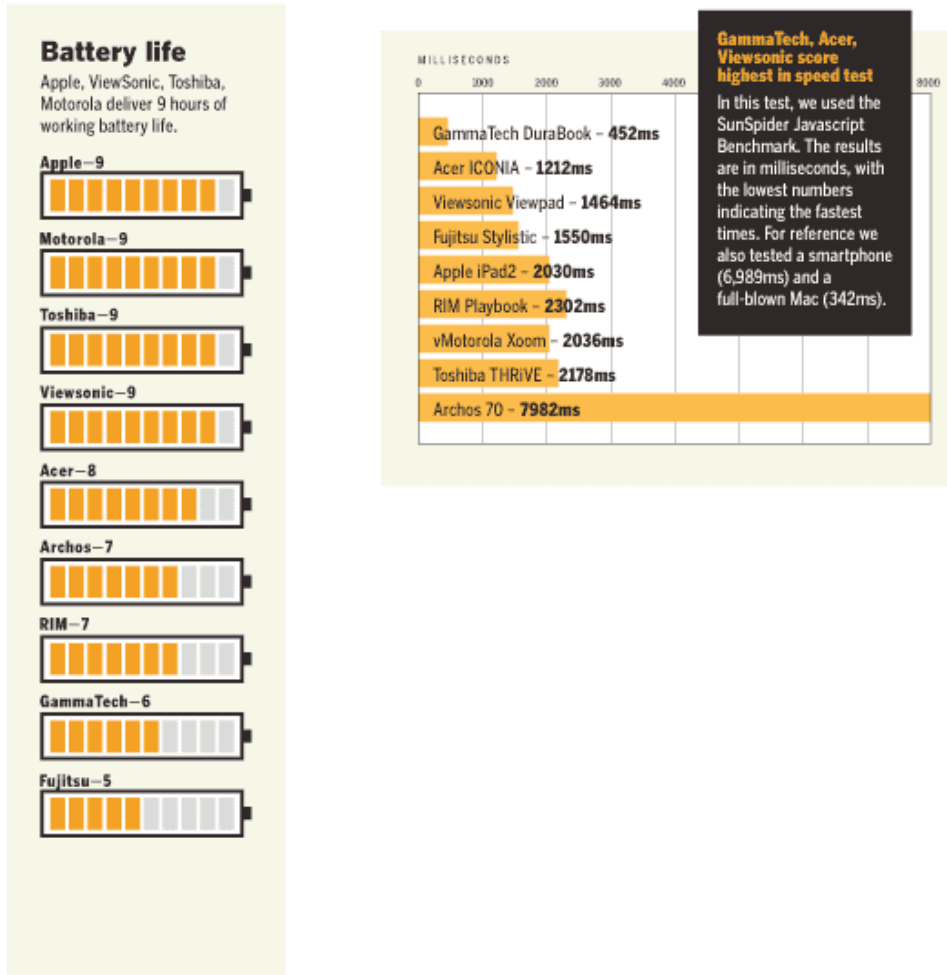 Battery life
Apple, ViewSonic, Toshiba,
Motorola deliver 9 hours of
working battery life.
Apple—9
Motorola—9
Toshiba—9
Viewsonic—9
Acer—8
Archos—7
RIM—7
GammaTech—6
Fujitsu—5
MILLISECONDS
0 1000 2000 3000 4000 8000
GammaTech DuraBook – 452ms
Acer ICONIA – 1212ms
Viewsonic Viewpad – 1464ms
Fujitsu Stylistic – 1550ms
Apple iPad2 – 2030ms
RIM Playbook – 2302ms
vMotorola Xoom – 2036ms
Toshiba THRiVE – 2178ms
Archos 70 – 7982ms
GammaTech, Acer,
Viewsonic score
highest in speed test
In this test, we used the
SunSpider Javascript
Benchmark. The results
are in milliseconds, with
the lowest numbers
indicating the fastest
times. For reference we
also tested a smartphone
(6,989ms) and a
full-blown Mac (342ms).